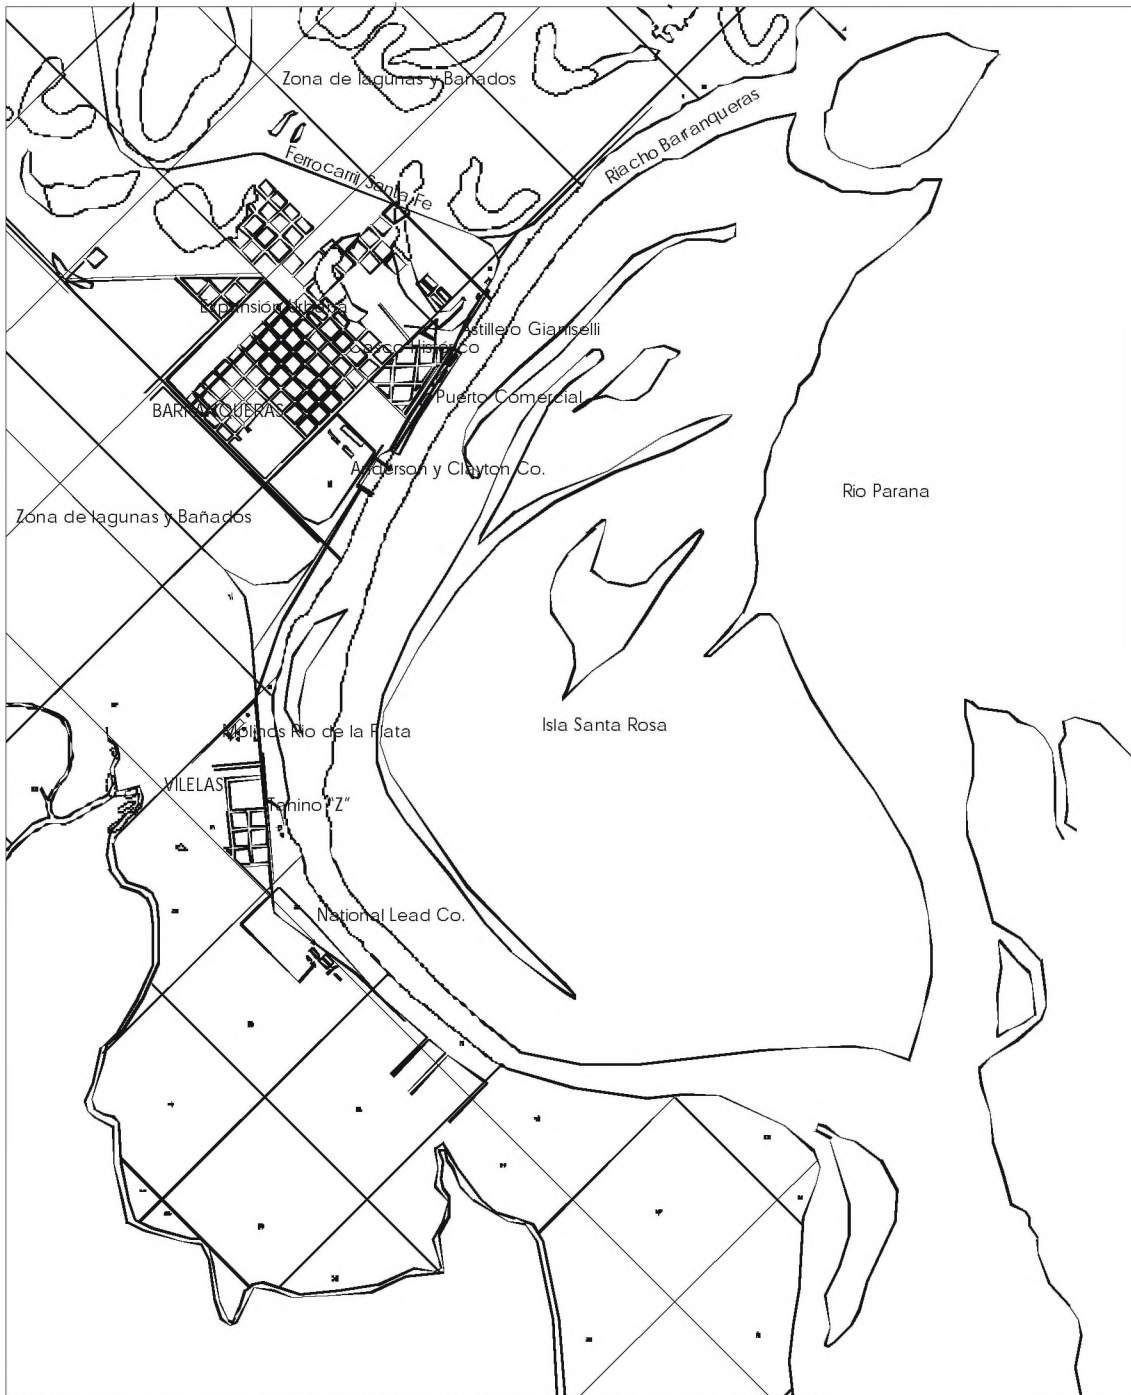 Zona de lagunas y Bañados
Riacho Barranqueras
Ferrocarril Santa Fe
Expansión Urbana
Astillero Gianiselli
Casco Histórico
Puerto Comercial
BARRANQUERAS
Anderson y Clayton Co.
Rio Parana
Zona de lagunas y Bañados
Isla Santa Rosa
Molinos Rio de la Plata
VILELAS
Tanino "Z"
National Lead Co.